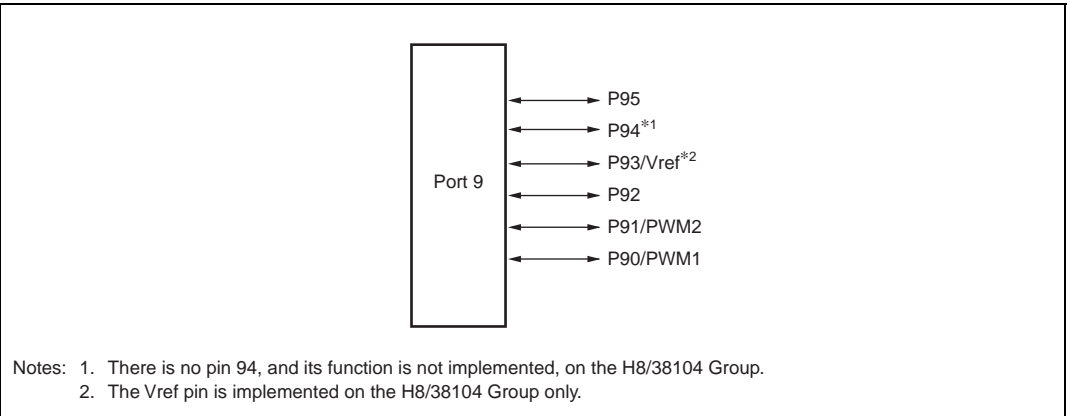 Port 9
P95
P94*1
P93/Vref*2
P92
P91/PWM2
P90/PWM1
Notes: 1. There is no pin 94, and its function is not implemented, on the H8/38104 Group.
2. The Vref pin is implemented on the H8/38104 Group only.